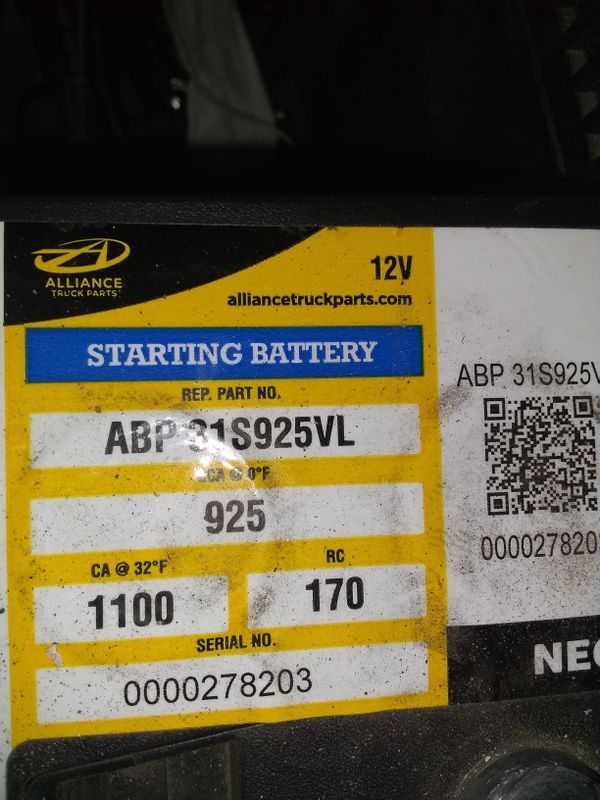 ALLIANCE
TRUCK PARTS
12V
alliancetruckparts.com
STARTING BATTERY
REP. PART NO.
ABP 31S925VL
CCA @ 0°F
925
CA @ 32°F
RC
1100
170
SERIAL NO.
0000278203
ABP 31S925V
000027820
NEG